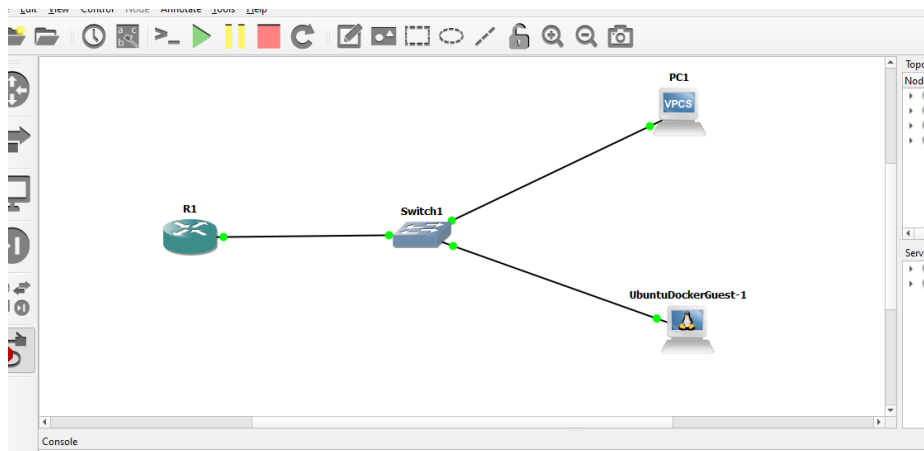 Edit View Control Node Annotate Tools Help
PC1
VPCS
R1
Switch1
UbuntuDockerGuest-1
Topo
Nod
Serv
Console